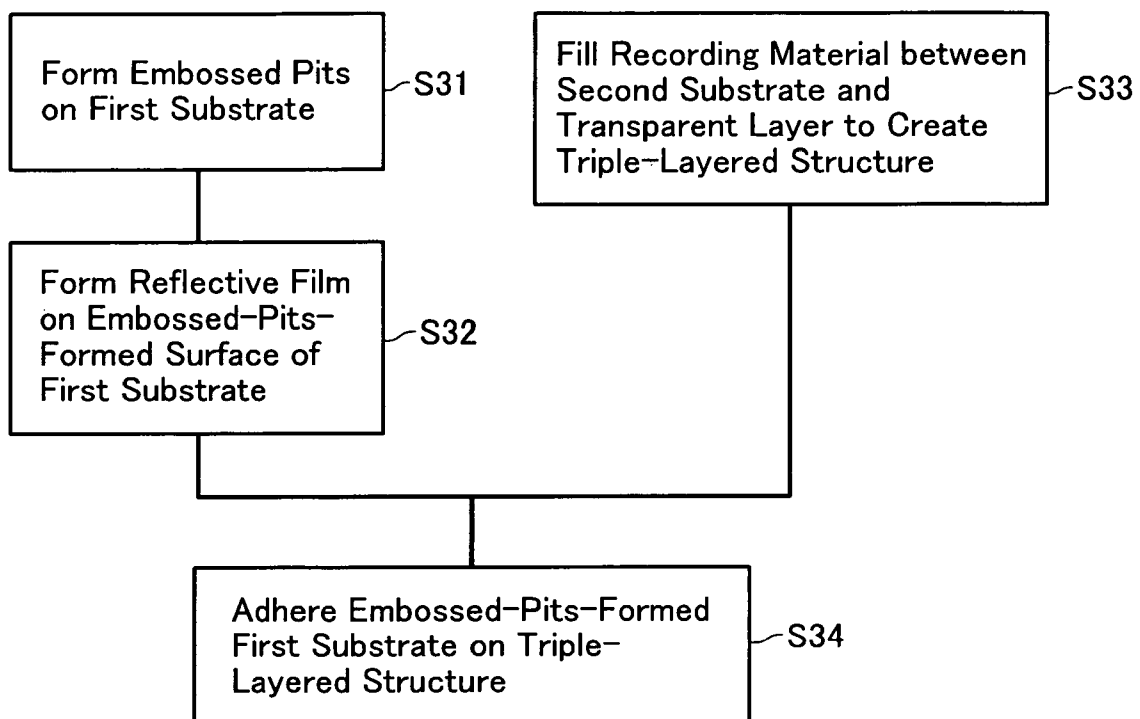 Form Embossed Pits
on First Substrate
S31
Fill Recording Material between
Second Substrate and
Transparent Layer to Create
Triple-Layered Structure
S33
Form Reflective Film
on Embossed-Pits-
Formed Surface of
First Substrate
S32
Adhere Embossed-Pits-Formed
First Substrate on Triple-
Layered Structure
S34